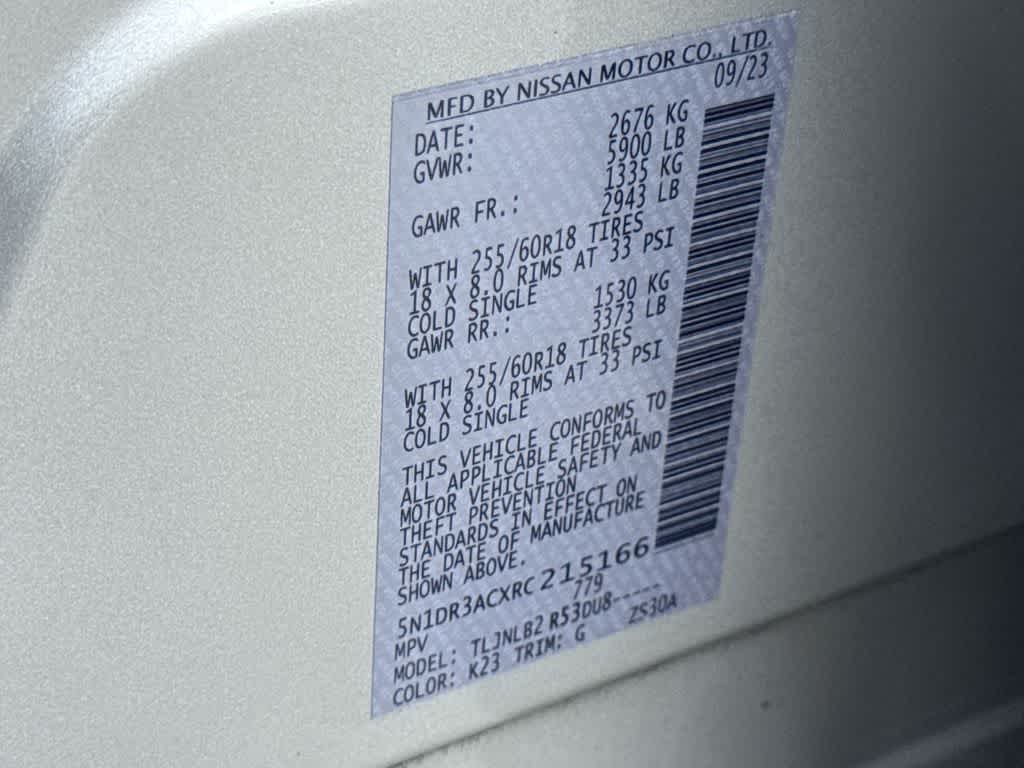 MFD BY NISSAN MOTOR CO., LTD.
DATE: 09/23
GVWR: 2676 KG
5900 LB
GAWR FR.: 1335 KG
2943 LB
WITH 255/60R18 TIRES
18 X 8.0 RIMS AT 33 PSI
COLD SINGLE
GAWR RR.: 1530 KG
3373 LB
WITH 255/60R18 TIRES
18 X 8.0 RIMS AT 33 PSI
COLD SINGLE
THIS VEHICLE CONFORMS TO
ALL APPLICABLE FEDERAL
MOTOR VEHICLE SAFETY AND
THEFT PREVENTION
STANDARDS IN EFFECT ON
THE DATE OF MANUFACTURE
SHOWN ABOVE.
5N1DR3ACXRC215166
MPV 779
MODEL: TLJNLB2 R53DU8-----
COLOR: K23 TRIM: G ZS30A